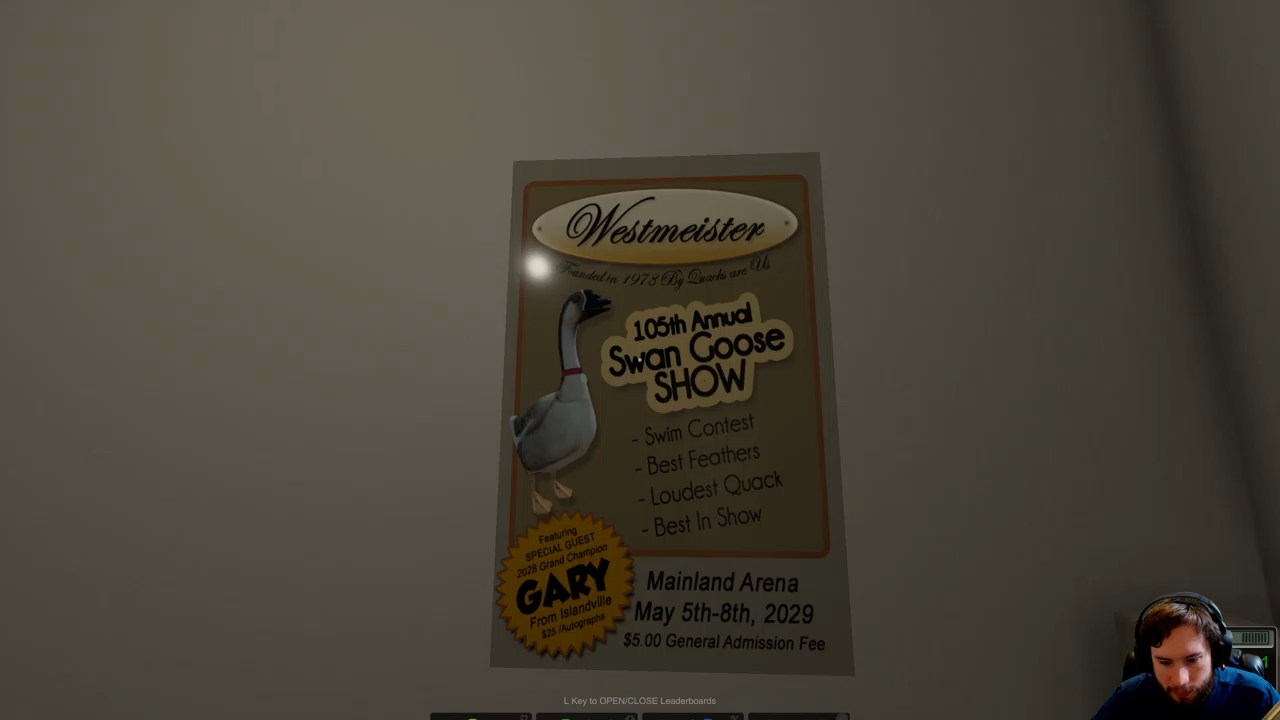 Westmeister
Founded in 1973 By Quacks are Us
105th Annual
Swan Goose
SHOW
- Swim Contest
- Best Feathers
- Loudest Quack
- Best In Show
Featuring
SPECIAL GUEST
2028 Grand Champion
GARY
From Islandville
$25 /Autographs
Mainland Arena
May 5th-8th, 2029
$5.00 General Admission Fee
L Key to OPEN/CLOSE Leaderboards